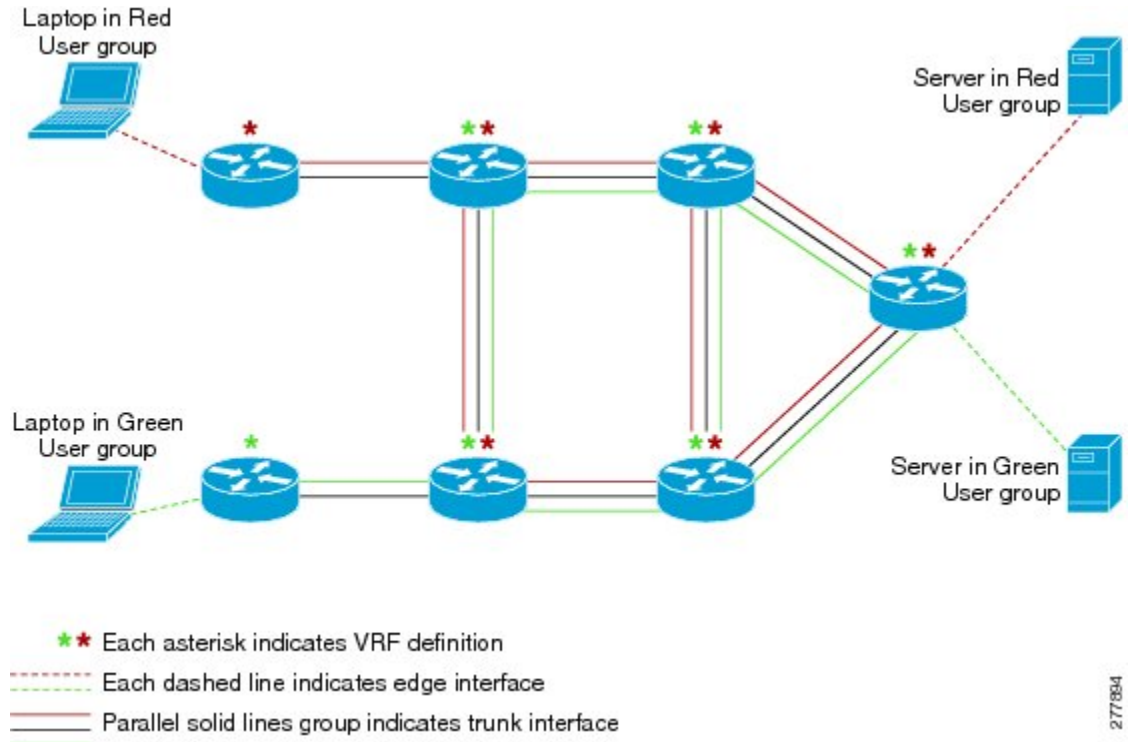 Laptop in Red
User group
Server in Red
User group
Laptop in Green
User group
Server in Green
User group
** Each asterisk indicates VRF definition
Each dashed line indicates edge interface
Parallel solid lines group indicates trunk interface
277894